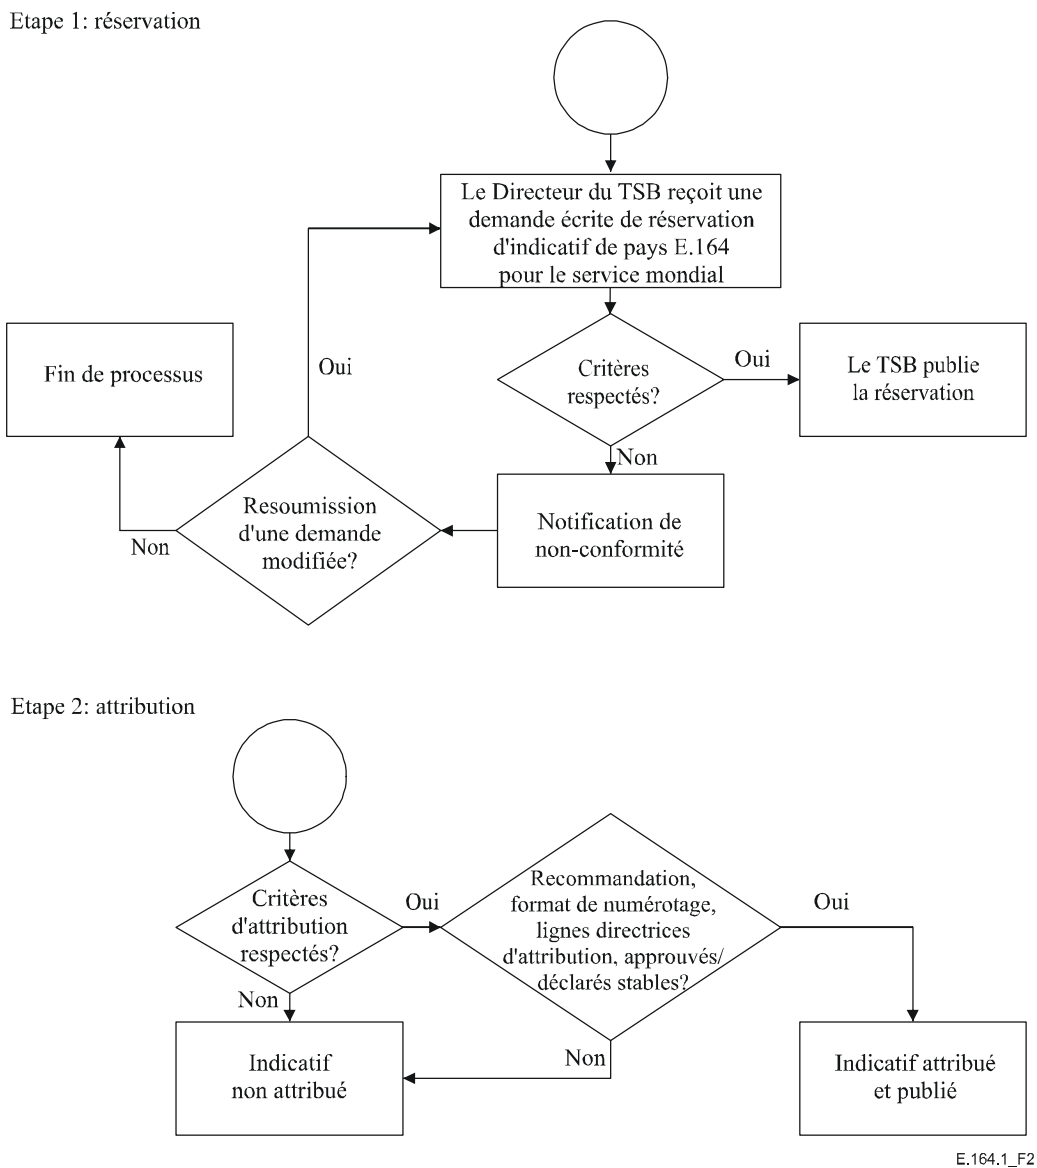 Etape 1: réservation
Le Directeur du TSB reçoit une
demande écrite de réservation
d'indicatif de pays E.164
pour le service mondial
Fin de processus
Oui
Critères
respectés?
Oui
Le TSB publie
la réservation
Non
Resoumission
d'une demande
modifiée?
Non
Notification de
non-conformité
Etape 2: attribution
Critères
d'attribution
respectés?
Oui
Recommandation,
format de numérotage,
lignes directrices
d'attribution, approuvés/
déclarés stables?
Oui
Non
Indicatif
non attribué
Non
Indicatif attribué
et publié
E.164.1_F2